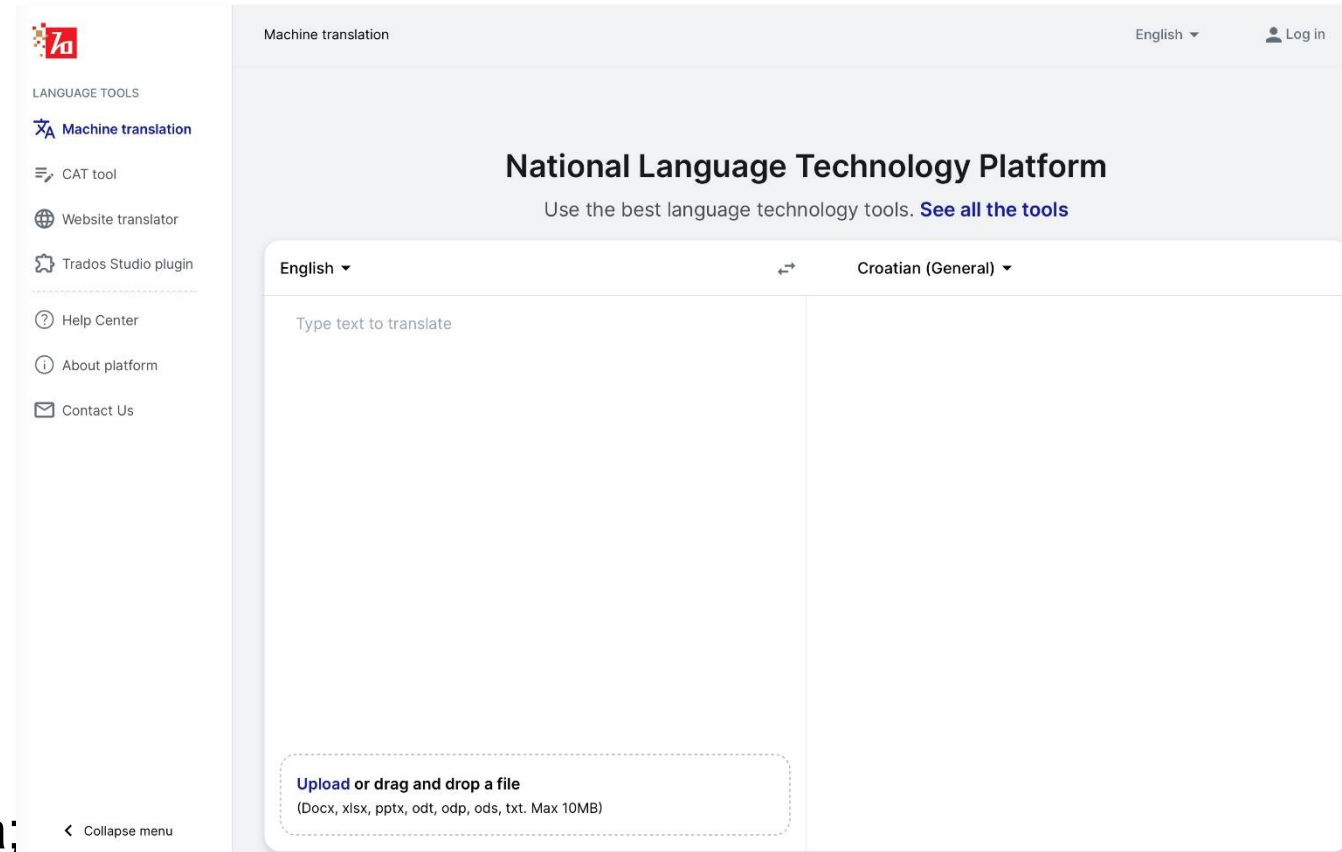 LANGUAGE TOOLS
Machine translation
CAT tool
Website translator
Trados Studio plugin
Help Center
About platform
Contact Us
Collapse menu
Machine translation
English
Log in
National Language Technology Platform
Use the best language technology tools. See all the tools
English
Croatian (General)
Type text to translate
Upload or drag and drop a file
(Docx, xlsx, pptx, odt, odp, ods, txt. Max 10MB)